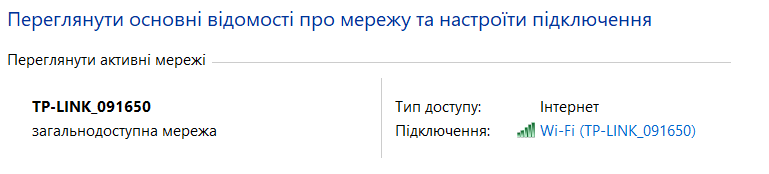 Переглянути основні відомості про мережу та настроїти підключення
Переглянути активні мережі
TP-LINK_091650
загальнодоступна мережа
Тип доступу: Інтернет
Підключення: Wi-Fi (TP-LINK_091650)